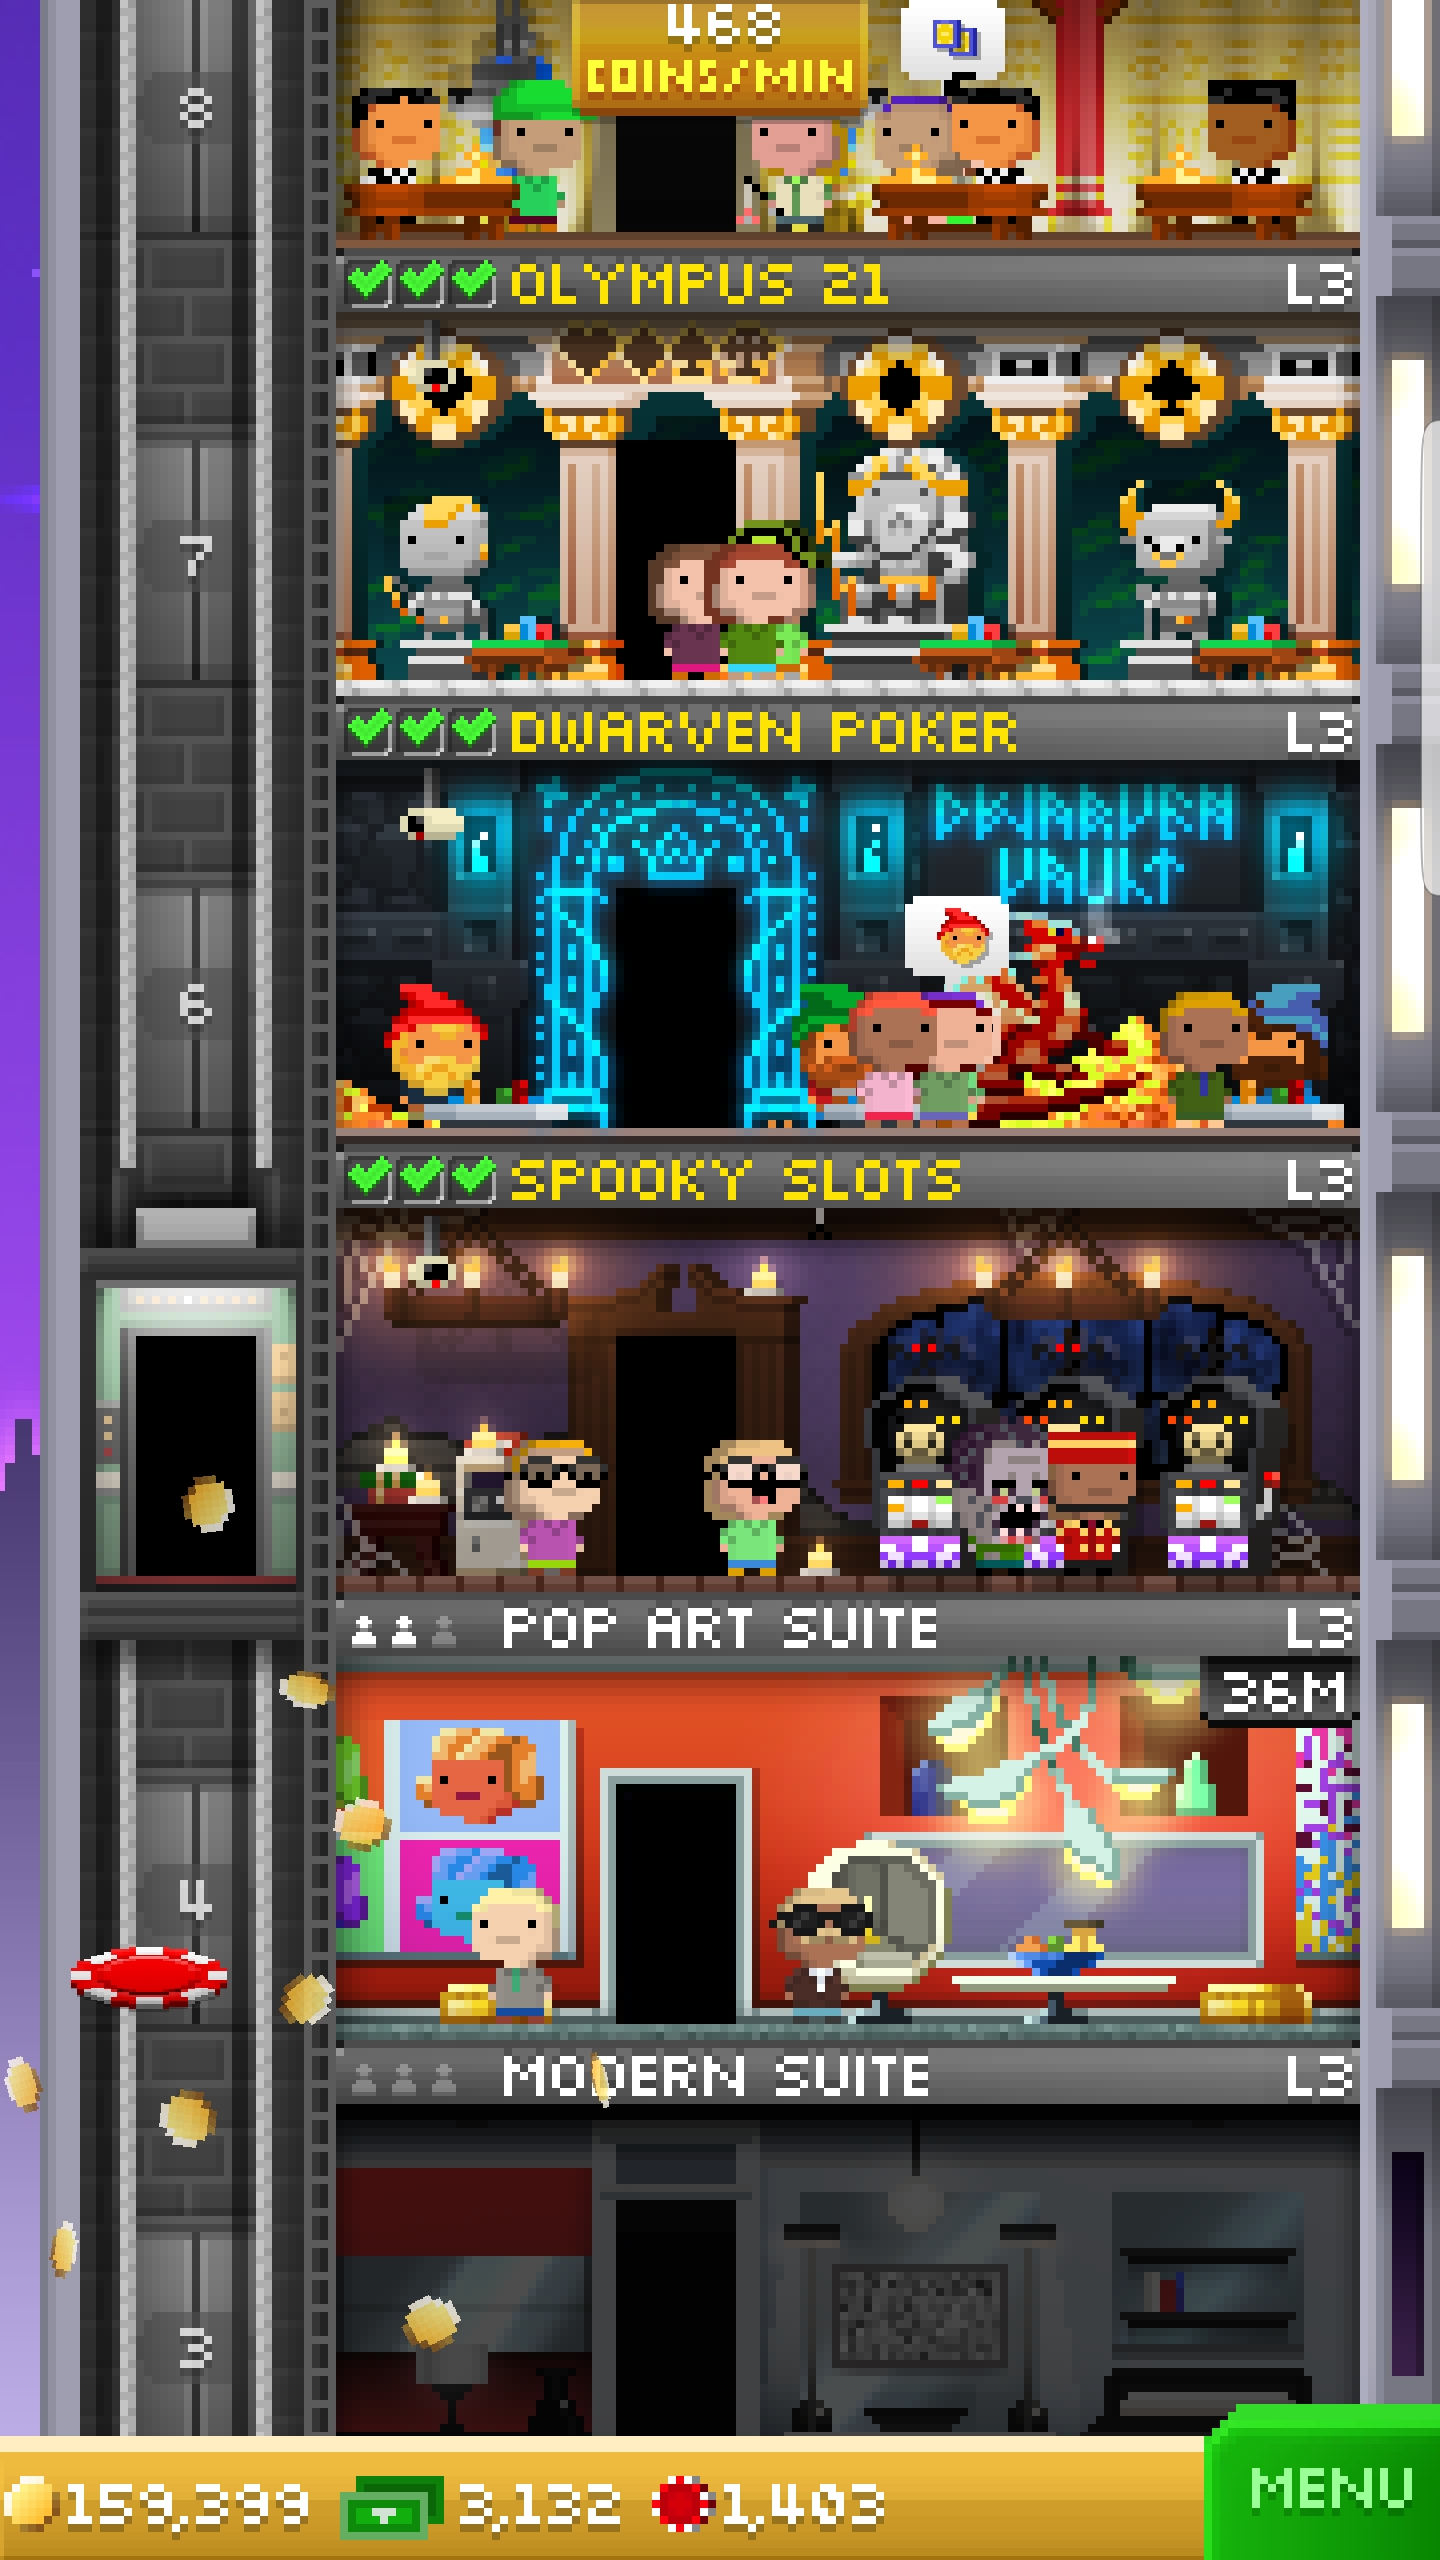 468
COINS/MIN
8
OLYMPUS 21 L3
7
DWARVEN POKER L3
DWARVEN
VAULT
6
SPOOKY SLOTS L3
POP ART SUITE L3
36M
4
MODERN SUITE L3
3
159,399 3,132 1,403
MENU